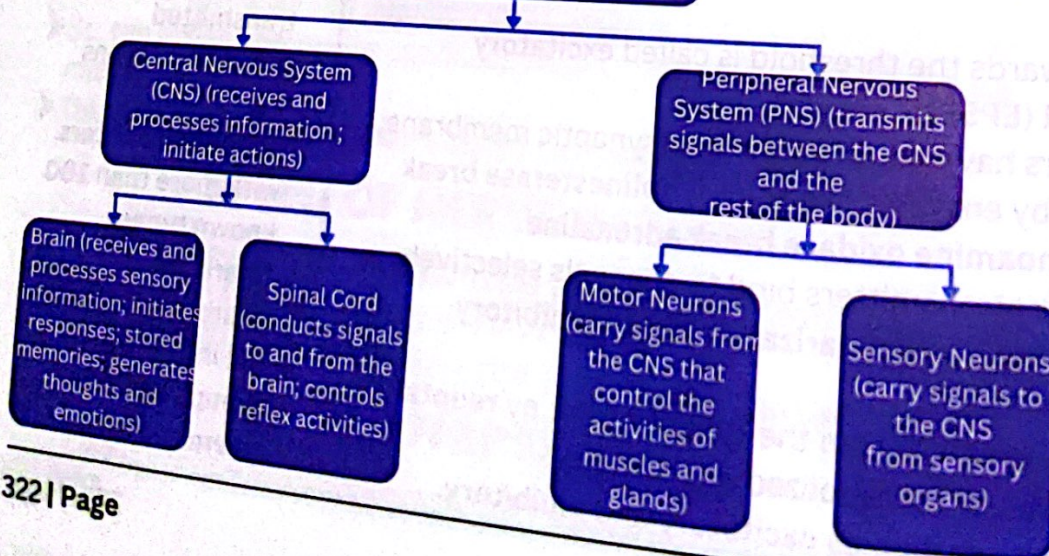 Central Nervous System
(CNS) (receives and
processes information ;
initiate actions)
Peripheral Nervous
System (PNS) (transmits
signals between the CNS
and the
rest of the body)
Brain (receives and
processes sensory
information; initiates
responses; stored
memories; generates
thoughts and
emotions)
Spinal Cord
(conducts signals
to and from the
brain; controls
reflex activities)
Motor Neurons
(carry signals from
the CNS that
control the
activities of
muscles and
glands)
Sensory Neurons
(carry signals to
the CNS
from sensory
organs)
322 | Page